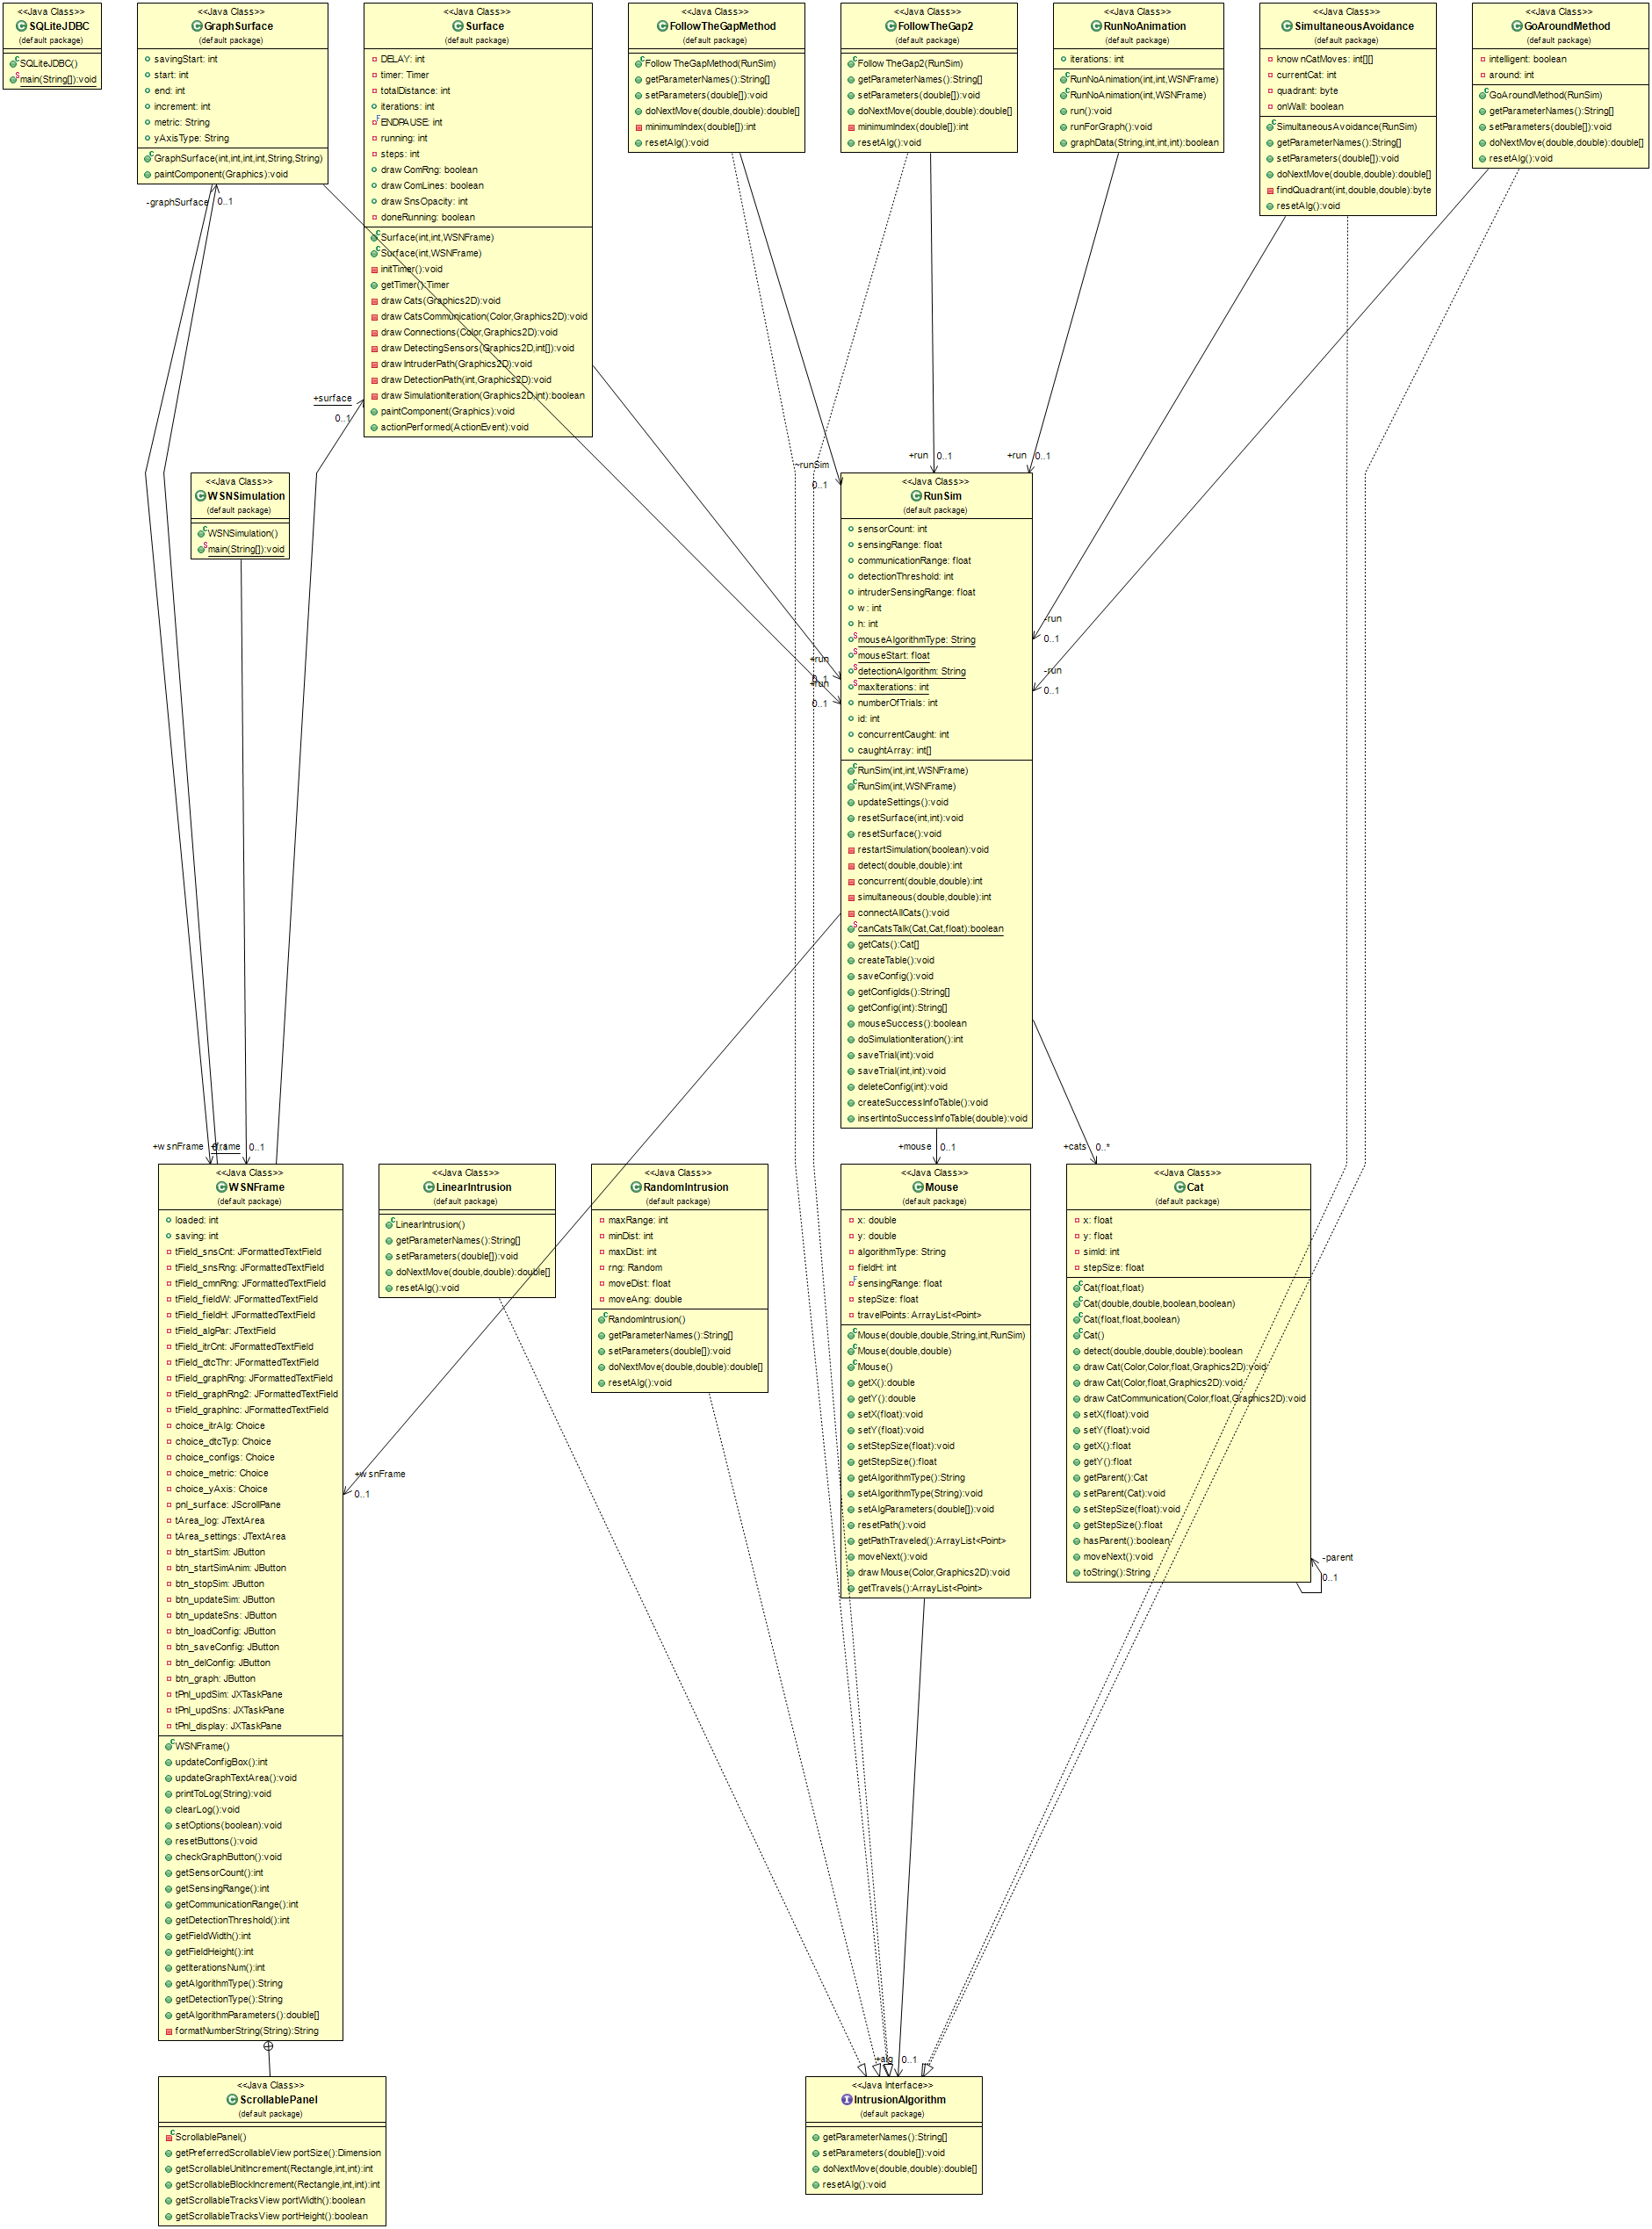 <<Java Class>>
SQLiteJDBC
(default package)
SQLiteJDBC()
main(String[]):void
<<Java Class>>
GraphSurface
(default package)
savingStart: int
start: int
end: int
increment: int
metric: String
yAxisType: String
GraphSurface(int,int,int,int,String,String)
paintComponent(Graphics):void
<<Java Class>>
Surface
(default package)
DELAY: int
timer: Timer
totalDistance: int
iterations: int
ENDPAUSE: int
running: int
steps: int
draw ComRng: boolean
draw ComLines: boolean
draw SnsOpacity: int
doneRunning: boolean
Surface(int,int,WSNFrame)
Surface(int,WSNFrame)
initTimer():void
getTimer():Timer
draw Cats(Graphics2D):void
draw CatsCommunication(Color,Graphics2D):void
draw Connections(Color,Graphics2D):void
draw DetectingSensors(Graphics2D,int[]):void
draw IntruderPath(Graphics2D):void
draw DetectionPath(int,Graphics2D):void
draw SimulationIteration(Graphics2D,int):boolean
paintComponent(Graphics):void
actionPerformed(ActionEvent):void
<<Java Class>>
FollowTheGapMethod
(default package)
Follow TheGapMethod(RunSim)
getParameterNames():String[]
setParameters(double[]):void
doNextMove(double,double):double[]
minimumIndex(double[]):int
resetAlg():void
<<Java Class>>
FollowTheGap2
(default package)
Follow TheGap2(RunSim)
getParameterNames():String[]
setParameters(double[]):void
doNextMove(double,double):double[]
minimumIndex(double[]):int
resetAlg():void
<<Java Class>>
RunNoAnimation
(default package)
iterations: int
RunNoAnimation(int,int,WSNFrame)
RunNoAnimation(int,WSNFrame)
run():void
runForGraph():void
graphData(String,int,int,int):boolean
<<Java Class>>
SimultaneousAvoidance
(default package)
know nCatMoves: int[][]
currentCat: int
quadrant: byte
onWall: boolean
SimultaneousAvoidance(RunSim)
getParameterNames():String[]
setParameters(double[]):void
doNextMove(double,double):double[]
findQuadrant(int,double,double):byte
resetAlg():void
<<Java Class>>
GoAroundMethod
(default package)
intelligent: boolean
around: int
GoAroundMethod(RunSim)
getParameterNames():String[]
setParameters(double[]):void
doNextMove(double,double):double[]
resetAlg():void
-graphSurface 0..1
+surface
0..1
<<Java Class>>
WSNSimulation
(default package)
WSNSimulation()
main(String[]):void
~runSim
0..1
+run 0..1
+run 0..1
-run
0..1
-run
0..1
+run
0..1
+run
0..1
<<Java Class>>
RunSim
(default package)
sensorCount: int
sensingRange: float
communicationRange: float
detectionThreshold: int
intruderSensingRange: float
w : int
h: int
mouseAlgorithmType: String
mouseStart: float
detectionAlgorithm: String
maxIterations: int
numberOfTrials: int
id: int
concurrentCaught: int
caughtArray: int[]
RunSim(int,int,WSNFrame)
RunSim(int,WSNFrame)
updateSettings():void
resetSurface(int,int):void
resetSurface():void
restartSimulation(boolean):void
detect(double,double):int
concurrent(double,double):int
simultaneous(double,double):int
connectAllCats():void
canCatsTalk(Cat,Cat,float):boolean
getCats():Cat[]
createTable():void
saveConfig():void
getConfigIds():String[]
getConfig(int):String[]
mouseSuccess():boolean
doSimulationIteration():int
saveTrial(int):void
saveTrial(int,int):void
deleteConfig(int):void
createSuccessInfoTable():void
insertIntoSuccessInfoTable(double):void
+w snFrame 0..1
+frame 0..1
+mouse 0..1
+cats 0..*
<<Java Class>>
WSNFrame
(default package)
loaded: int
saving: int
tField_snsCnt: JFormattedTextField
tField_snsRng: JFormattedTextField
tField_cmnRng: JFormattedTextField
tField_fieldW: JFormattedTextField
tField_fieldH: JFormattedTextField
tField_algPar: JTextField
tField_itrCnt: JFormattedTextField
tField_dtcThr: JFormattedTextField
tField_graphRng: JFormattedTextField
tField_graphRng2: JFormattedTextField
tField_graphInc: JFormattedTextField
choice_itrAlg: Choice
choice_dtcTyp: Choice
choice_configs: Choice
choice_metric: Choice
choice_yAxis: Choice
pnl_surface: JScrollPane
tArea_log: JTextArea
tArea_settings: JTextArea
btn_startSim: JButton
btn_startSimAnim: JButton
btn_stopSim: JButton
btn_updateSim: JButton
btn_updateSns: JButton
btn_loadConfig: JButton
btn_saveConfig: JButton
btn_delConfig: JButton
btn_graph: JButton
tPnl_updSim: JXTaskPane
tPnl_updSns: JXTaskPane
tPnl_display: JXTaskPane
WSNFrame()
updateConfigBox():int
updateGraphTextArea():void
printToLog(String):void
clearLog():void
setOptions(boolean):void
resetButtons():void
checkGraphButton():void
getSensorCount():int
getSensingRange():int
getCommunicationRange():int
getDetectionThreshold():int
getFieldWidth():int
getFieldHeight():int
getIterationsNum():int
getAlgorithmType():String
getDetectionType():String
getAlgorithmParameters():double[]
formatNumberString(String):String
<<Java Class>>
LinearIntrusion
(default package)
LinearIntrusion()
getParameterNames():String[]
setParameters(double[]):void
doNextMove(double,double):double[]
resetAlg():void
<<Java Class>>
RandomIntrusion
(default package)
maxRange: int
minDist: int
maxDist: int
rng: Random
moveDist: float
moveAng: double
RandomIntrusion()
getParameterNames():String[]
setParameters(double[]):void
doNextMove(double,double):double[]
resetAlg():void
+w snFrame
0..1
<<Java Class>>
Mouse
(default package)
x: double
y: double
algorithmType: String
fieldH: int
sensingRange: float
stepSize: float
travelPoints: ArrayList<Point>
Mouse(double,double,String,int,RunSim)
Mouse(double,double)
Mouse()
getX():double
getY():double
setX(float):void
setY(float):void
setStepSize(float):void
getStepSize():float
getAlgorithmType():String
setAlgorithmType(String):void
setAlgParameters(double[]):void
resetPath():void
getPathTraveled():ArrayList<Point>
moveNext():void
draw Mouse(Color,Graphics2D):void
getTravels():ArrayList<Point>
<<Java Class>>
Cat
(default package)
x: float
y: float
simId: int
stepSize: float
Cat(float,float)
Cat(double,double,boolean,boolean)
Cat(float,float,boolean)
Cat()
detect(double,double,double):boolean
draw Cat(Color,Color,float,Graphics2D):void
draw Cat(Color,float,Graphics2D):void
draw CatCommunication(Color,float,Graphics2D):void
setX(float):void
setY(float):void
getX():float
getY():float
getParent():Cat
setParent(Cat):void
setStepSize(float):void
getStepSize():float
hasParent():boolean
moveNext():void
toString():String
-parent
0..1
~alg 0..1
<<Java Class>>
ScrollablePanel
(default package)
ScrollablePanel()
getPreferredScrollableView portSize():Dimension
getScrollableUnitIncrement(Rectangle,int,int):int
getScrollableBlockIncrement(Rectangle,int,int):int
getScrollableTracksView portWidth():boolean
getScrollableTracksView portHeight():boolean
<<Java Interface>>
IntrusionAlgorithm
(default package)
getParameterNames():String[]
setParameters(double[]):void
doNextMove(double,double):double[]
resetAlg():void